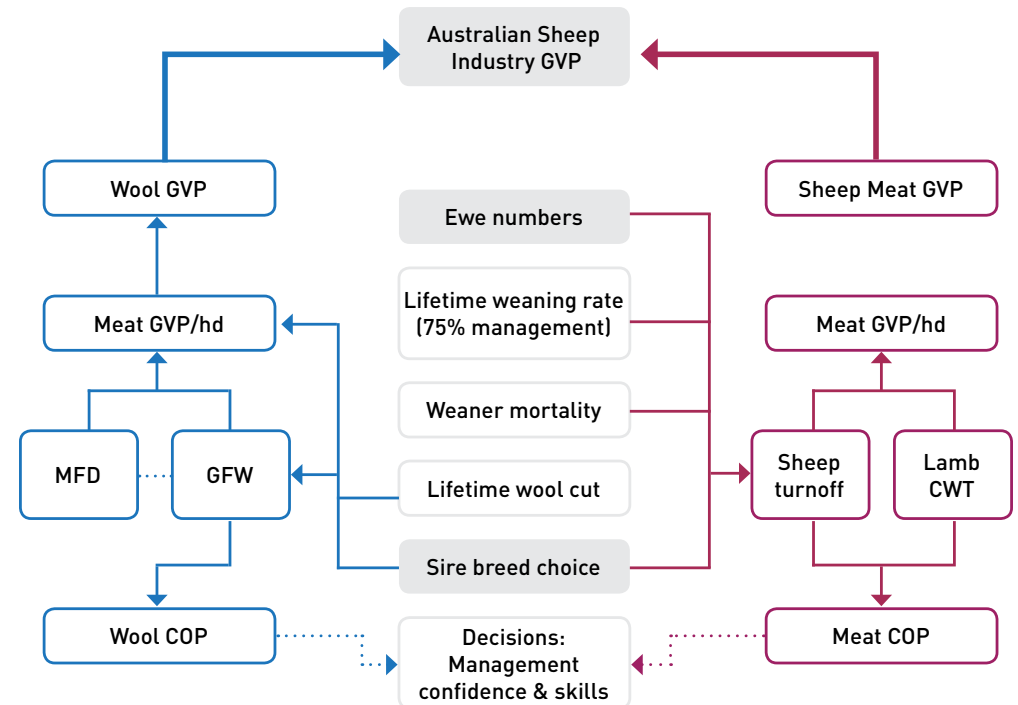 Australian Sheep
Industry GVP
Wool GVP
Sheep Meat GVP
Ewe numbers
Lifetime weaning rate
(75% management)
Meat GVP/hd
Meat GVP/hd
Weaner mortality
MFD
GFW
Lifetime wool cut
Sheep
turnoff
Lamb
CWT
Sire breed choice
Wool COP
Decisions:
Management
confidence & skills
Meat COP